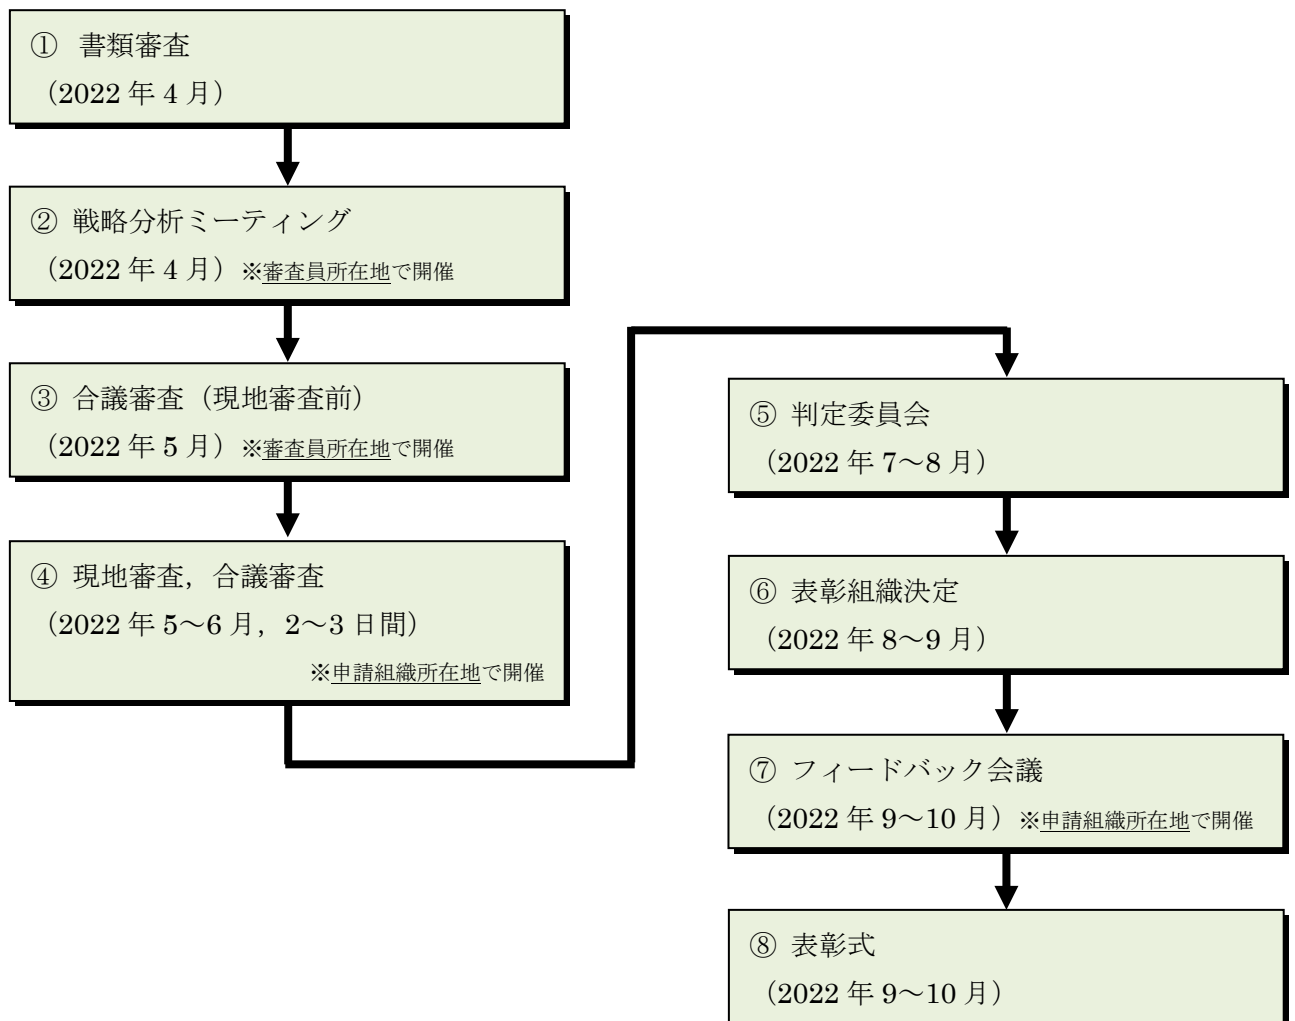 ① 書類審査
（2022 年 4 月）
② 戦略分析ミーティング
（2022 年 4 月）※審査員所在地で開催
③ 合議審査（現地審査前）
（2022 年 5 月）※審査員所在地で開催
④ 現地審査，合議審査
（2022 年 5～6 月，2～3 日間）
※申請組織所在地で開催
⑤ 判定委員会
（2022 年 7～8 月）
⑥ 表彰組織決定
（2022 年 8～9 月）
⑦ フィードバック会議
（2022 年 9～10 月）※申請組織所在地で開催
⑧ 表彰式
（2022 年 9～10 月）